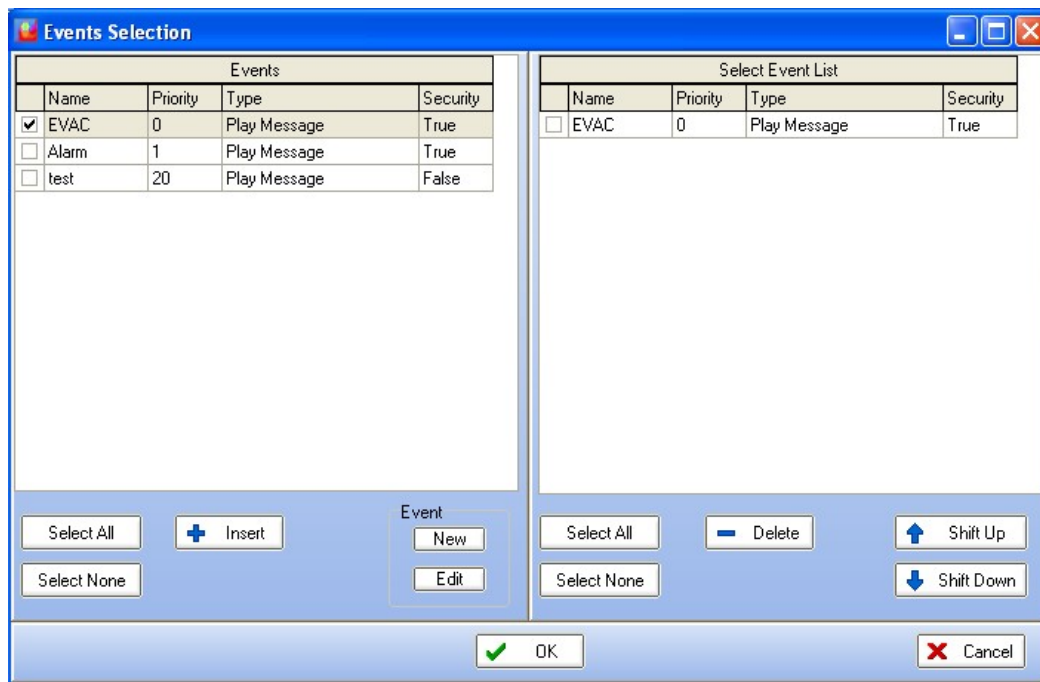 Events Selection
Events
Name Priority Type Security
EVAC 0 Play Message True
Alarm 1 Play Message True
test 20 Play Message False
Select All Insert
Select None
Event
New
Edit
Select Event List
Name Priority Type Security
EVAC 0 Play Message True
Select All Delete Shift Up
Select None Shift Down
OK Cancel